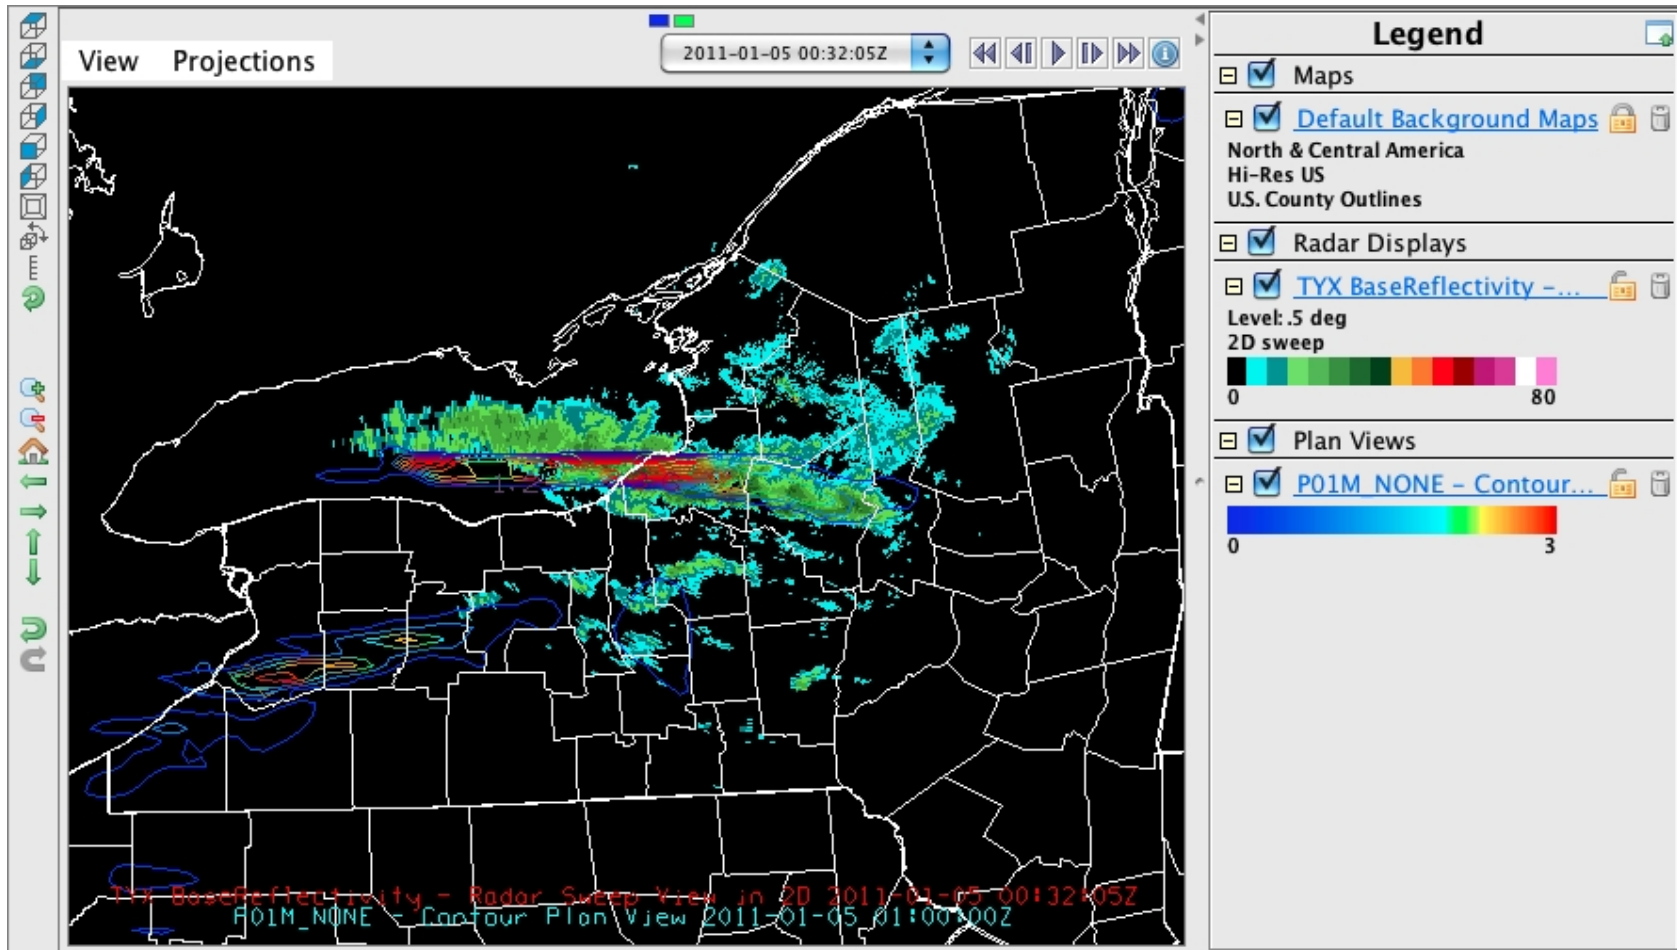 View Projections
2011-01-05 00:32:05Z
1.2
TYX BaseReflectivity - Radar Sweep View in 2D 2011-01-05 00:32:05Z
P01M_NONE - Contour Plan View 2011-01-05 01:00:00Z
Legend
Maps
Default Background Maps
North & Central America
Hi-Res US
U.S. County Outlines
Radar Displays
TYX BaseReflectivity -...
Level: .5 deg
2D sweep
0 80
Plan Views
P01M_NONE - Contour...
0 3